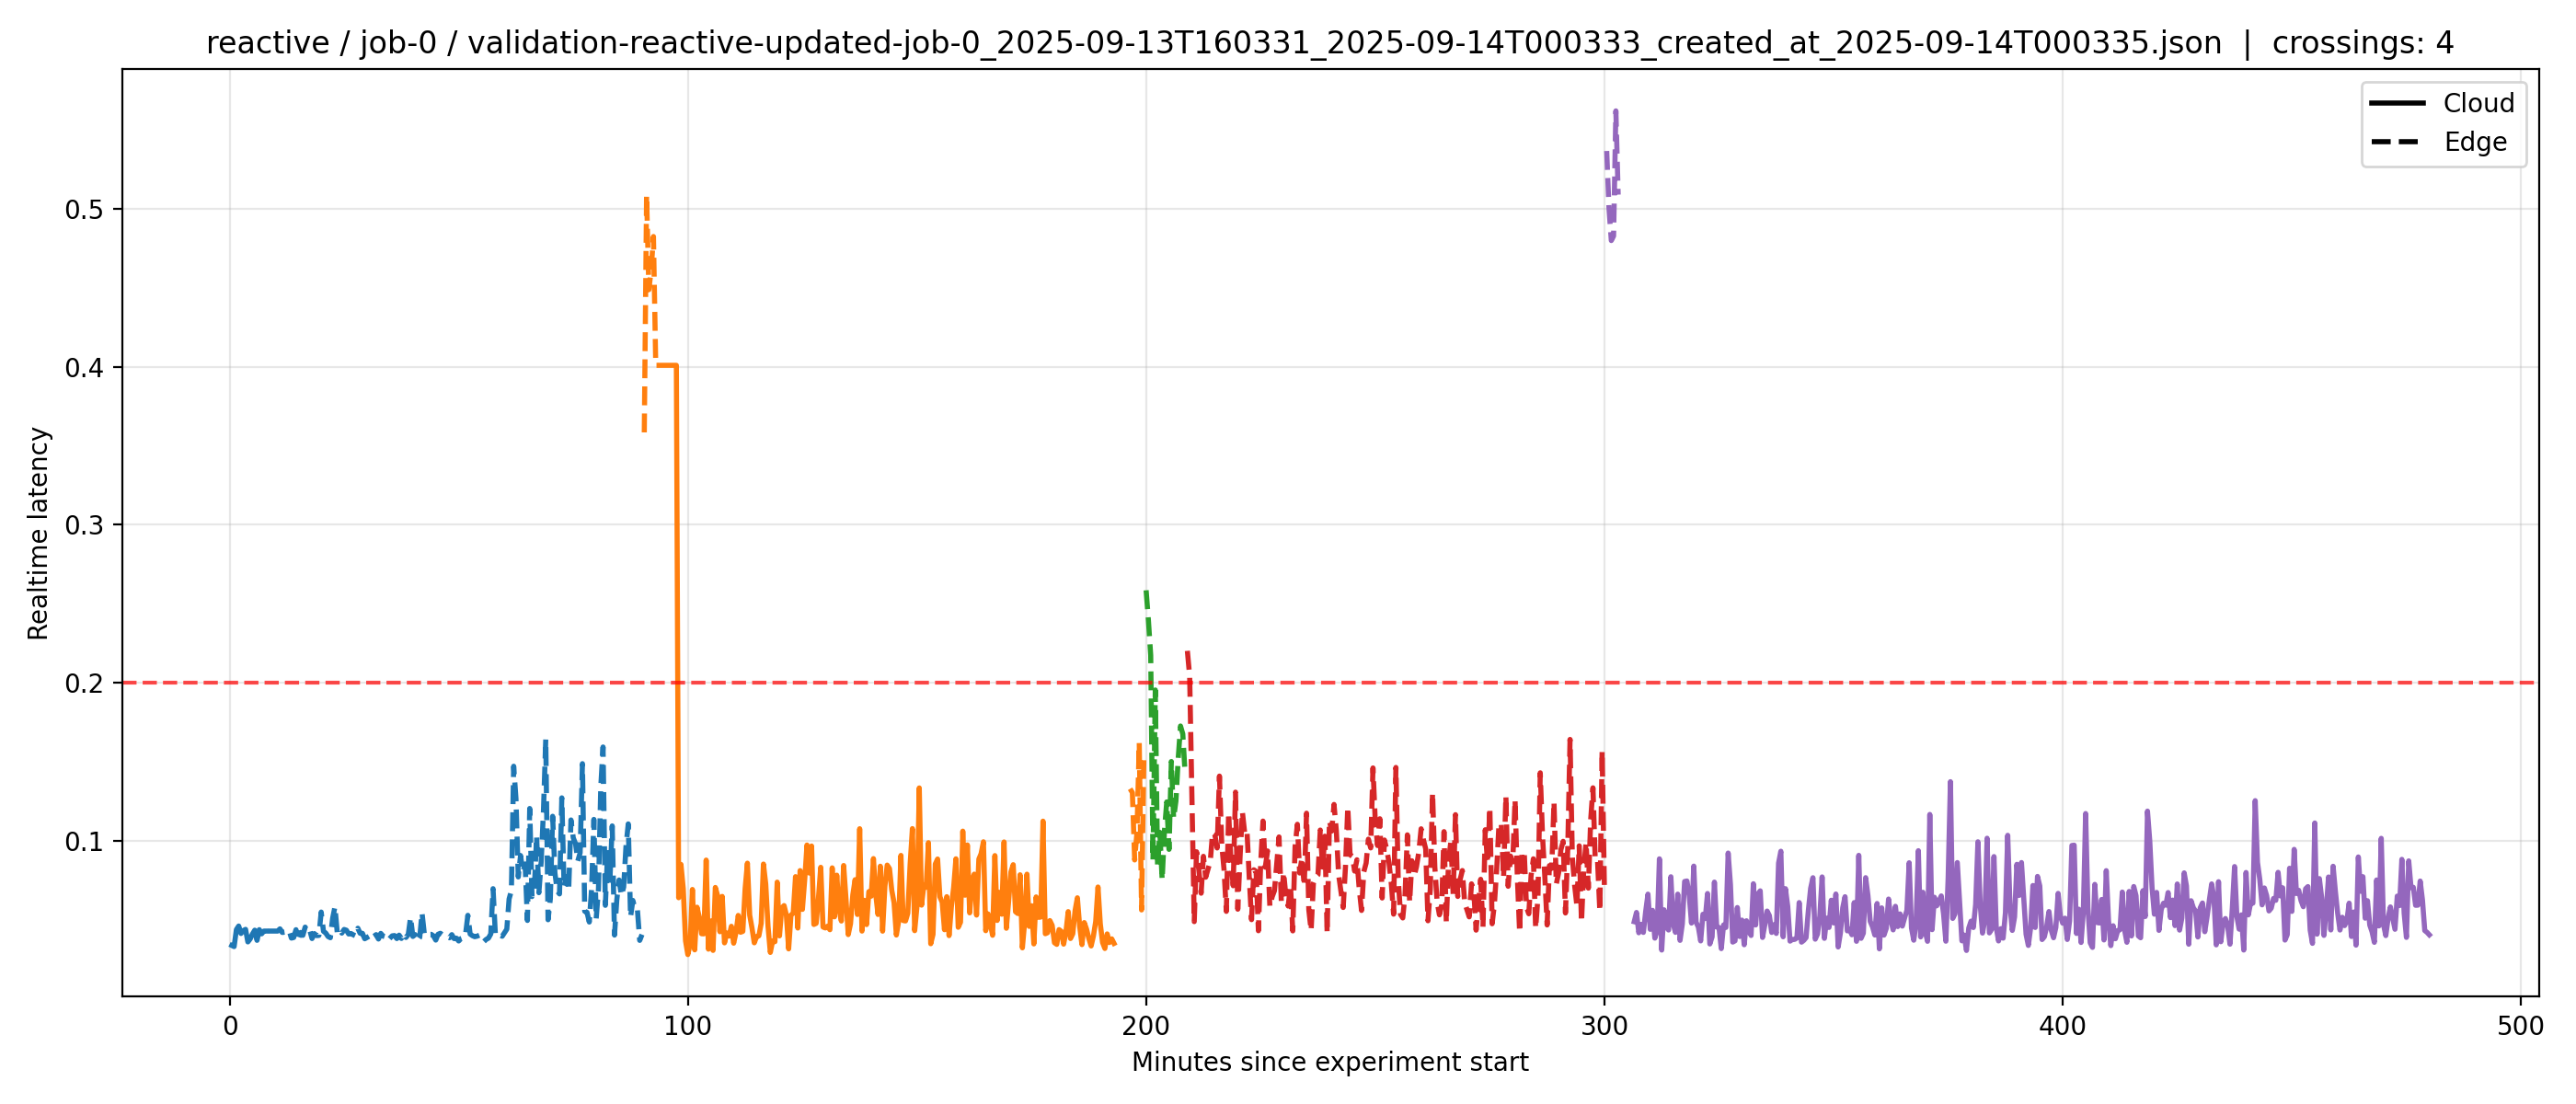 reactive / job-0 / validation-reactive-updated-job-0_2025-09-13T160331_2025-09-14T000333_created_at_2025-09-14T000335.json | crossings: 4
Cloud
Edge
Realtime latency
0.5
0.4
0.3
0.2
0.1
0 100 200 300 400 500
Minutes since experiment start